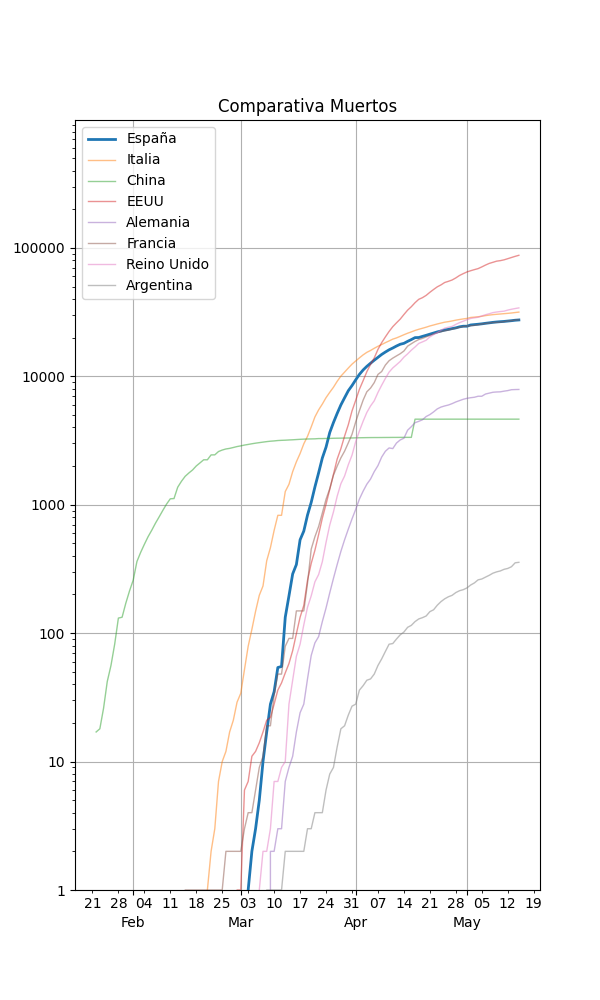 Comparativa Muertos
España
Italia
China
EEUU
Alemania
Francia
Reino Unido
Argentina
100000
10000
1000
100
10
1
21 28 04 11 18 25 03 10 17 24 31 07 14 21 28 05 12 19
Feb Mar Apr May